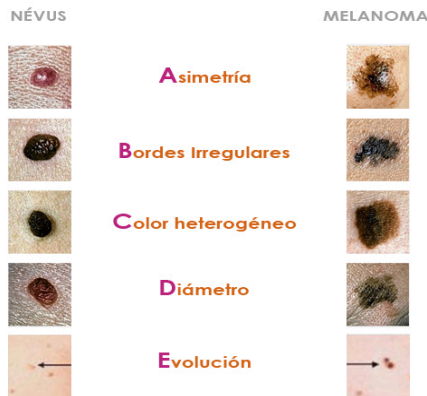 NÉVUS
MELANOMA
Asimetría
Bordes Irregulares
Color heterogéneo
Diámetro
Evolución